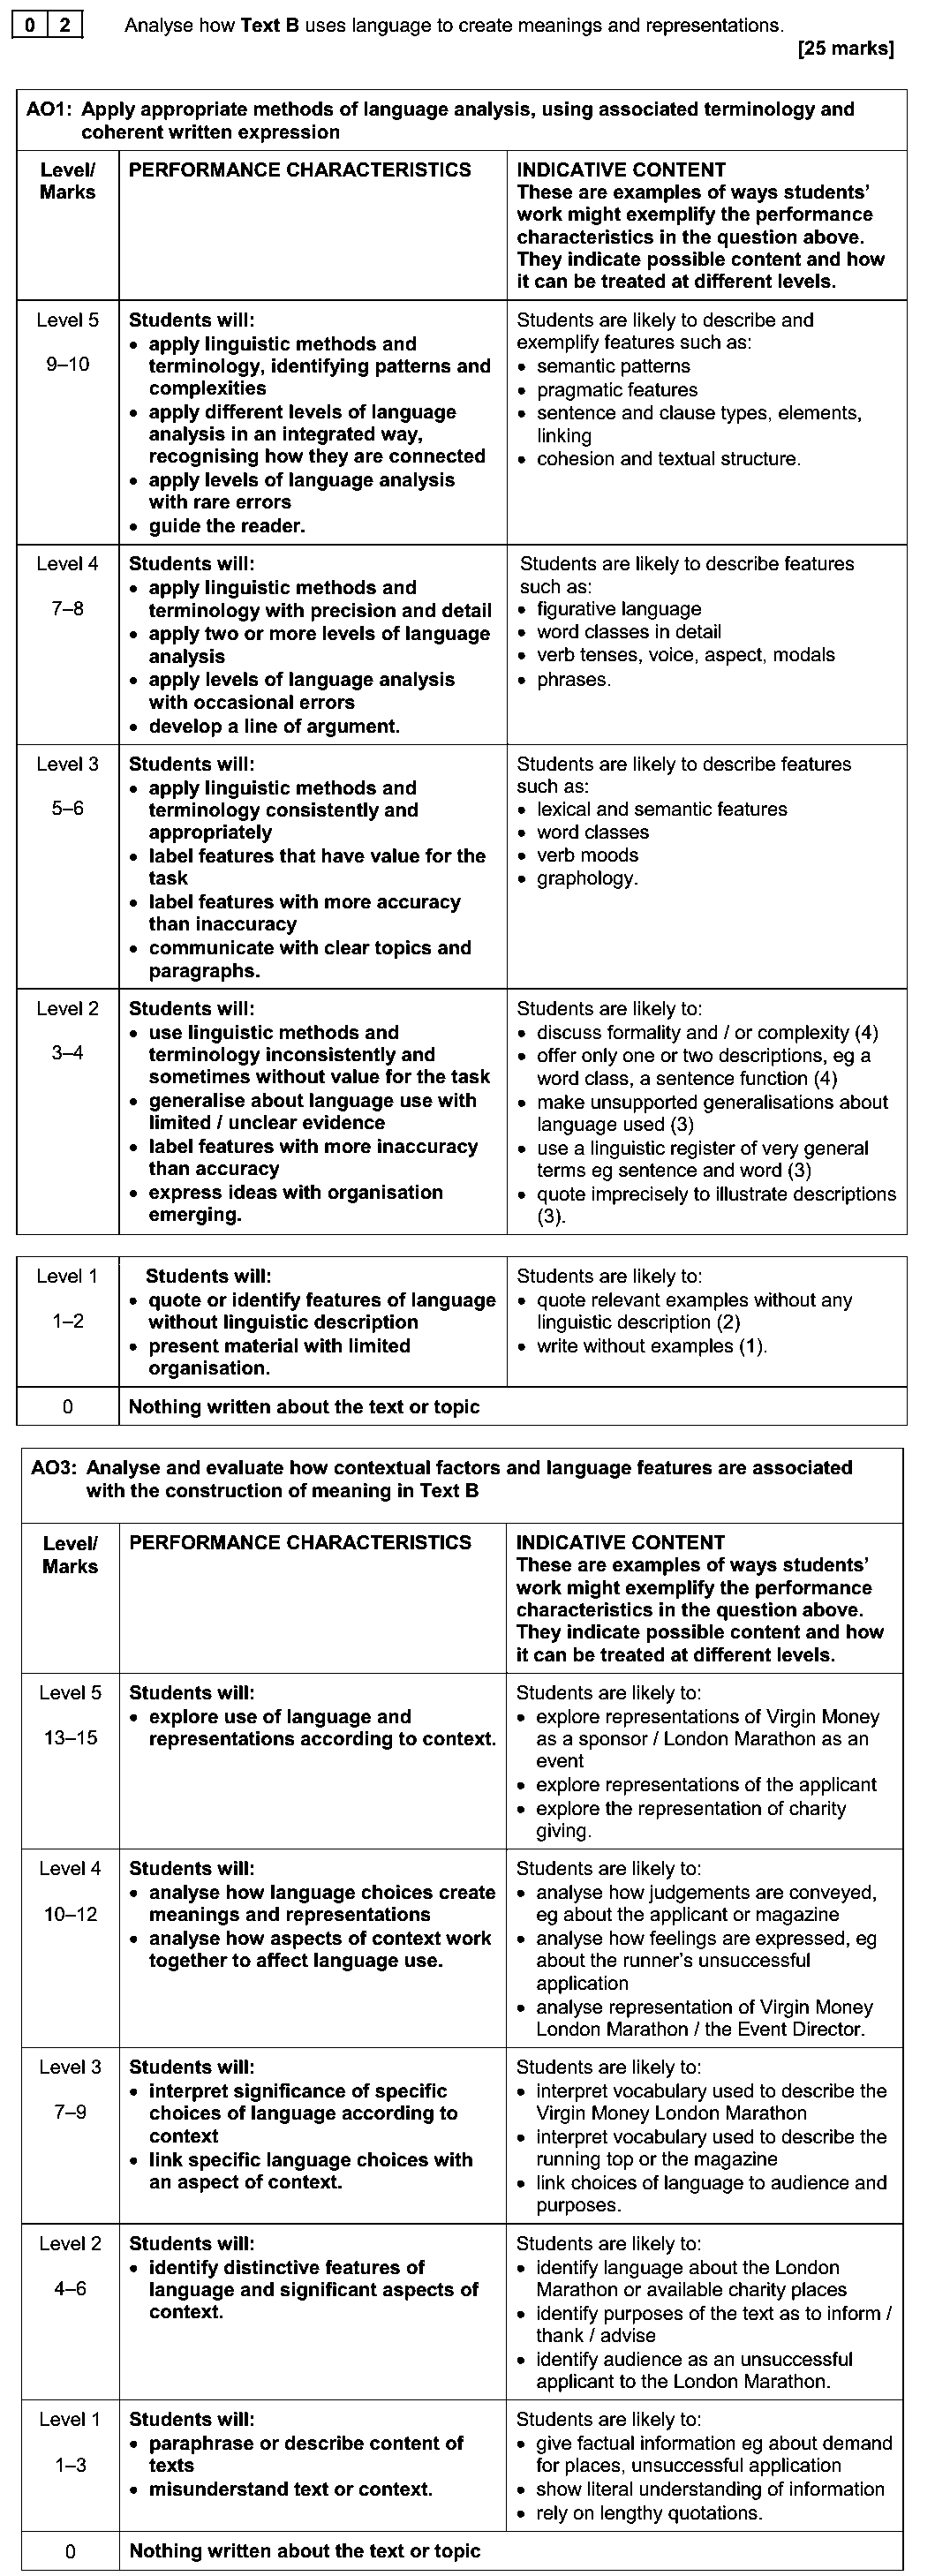 0 2 Analyse how Text B uses language to create meanings and representations.
[25 marks]
AO1: Apply appropriate methods of language analysis, using associated terminology and
coherent written expression
Level/
Marks
PERFORMANCE CHARACTERISTICS
INDICATIVE CONTENT
These are examples of ways students’
work might exemplify the performance
characteristics in the question above.
They indicate possible content and how
it can be treated at different levels.
Level 5
9–10
Students will:
• apply linguistic methods and
terminology, identifying patterns and
complexities
• apply different levels of language
analysis in an integrated way,
recognising how they are connected
• apply levels of language analysis
with rare errors
• guide the reader.
Students are likely to describe and
exemplify features such as:
• semantic patterns
• pragmatic features
• sentence and clause types, elements,
linking
• cohesion and textual structure.
Level 4
7–8
Students will:
• apply linguistic methods and
terminology with precision and detail
• apply two or more levels of language
analysis
• apply levels of language analysis
with occasional errors
• develop a line of argument.
Students are likely to describe features
such as:
• figurative language
• word classes in detail
• verb tenses, voice, aspect, modals
• phrases.
Level 3
5–6
Students will:
• apply linguistic methods and
terminology consistently and
appropriately
• label features that have value for the
task
• label features with more accuracy
than inaccuracy
• communicate with clear topics and
paragraphs.
Students are likely to describe features
such as:
• lexical and semantic features
• word classes
• verb moods
• graphology.
Level 2
3–4
Students will:
• use linguistic methods and
terminology inconsistently and
sometimes without value for the task
• generalise about language use with
limited / unclear evidence
• label features with more inaccuracy
than accuracy
• express ideas with organisation
emerging.
Students are likely to:
• discuss formality and / or complexity (4)
• offer only one or two descriptions, eg a
word class, a sentence function (4)
• make unsupported generalisations about
language used (3)
• use a linguistic register of very general
terms eg sentence and word (3)
• quote imprecisely to illustrate descriptions
(3).
Level 1
1–2
Students will:
• quote or identify features of language
without linguistic description
• present material with limited
organisation.
Students are likely to:
• quote relevant examples without any
linguistic description (2)
• write without examples (1).
0
Nothing written about the text or topic
AO3: Analyse and evaluate how contextual factors and language features are associated
with the construction of meaning in Text B
Level/
Marks
PERFORMANCE CHARACTERISTICS
INDICATIVE CONTENT
These are examples of ways students’
work might exemplify the performance
characteristics in the question above.
They indicate possible content and how
it can be treated at different levels.
Level 5
13–15
Students will:
• explore use of language and
representations according to context.
Students are likely to:
• explore representations of Virgin Money
as a sponsor / London Marathon as an
event
• explore representations of the applicant
• explore the representation of charity
giving.
Level 4
10–12
Students will:
• analyse how language choices create
meanings and representations
• analyse how aspects of context work
together to affect language use.
Students are likely to:
• analyse how judgements are conveyed,
eg about the applicant or magazine
• analyse how feelings are expressed, eg
about the runner’s unsuccessful
application
• analyse representation of Virgin Money
London Marathon / the Event Director.
Level 3
7–9
Students will:
• interpret significance of specific
choices of language according to
context
• link specific language choices with
an aspect of context.
Students are likely to:
• interpret vocabulary used to describe the
Virgin Money London Marathon
• interpret vocabulary used to describe the
running top or the magazine
• link choices of language to audience and
purposes.
Level 2
4–6
Students will:
• identify distinctive features of
language and significant aspects of
context.
Students are likely to:
• identify language about the London
Marathon or available charity places
• identify purposes of the text as to inform /
thank / advise
• identify audience as an unsuccessful
applicant to the London Marathon.
Level 1
1–3
Students will:
• paraphrase or describe content of
texts
• misunderstand text or context.
Students are likely to:
• give factual information eg about demand
for places, unsuccessful application
• show literal understanding of information
• rely on lengthy quotations.
0
Nothing written about the text or topic